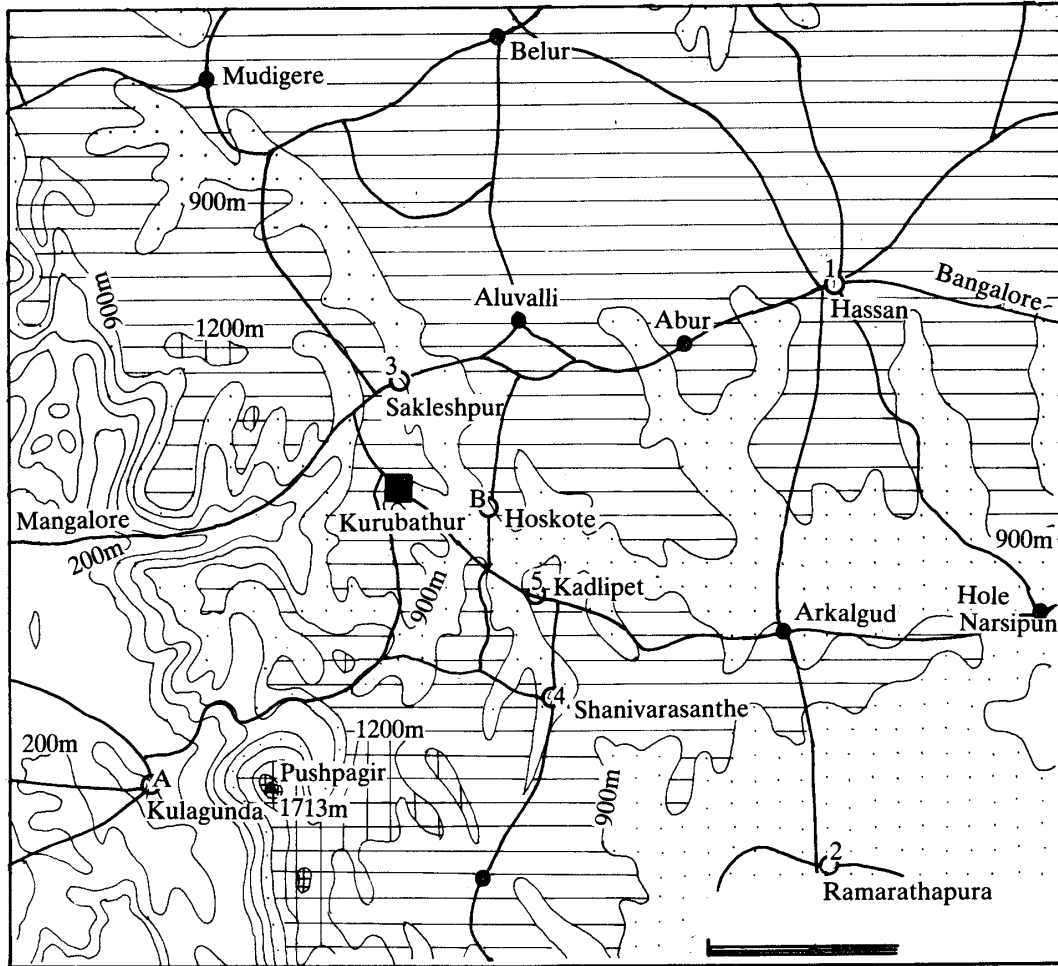 Belur
Mudigere
900m
1
Bangalore
Hassan
900m
Aluvalli
Abur
1200m
3
Sakleshpur
Mangalore
200m
Kurubathur
B
Hoskote
900m
900m
5
Kadlipet
Hole
Narsipun
Arkalgud
4
Shanivarasanthe
200m
1200m
A
Kulagunda
Pushpagir
1713m
900m
2
Ramarathapura